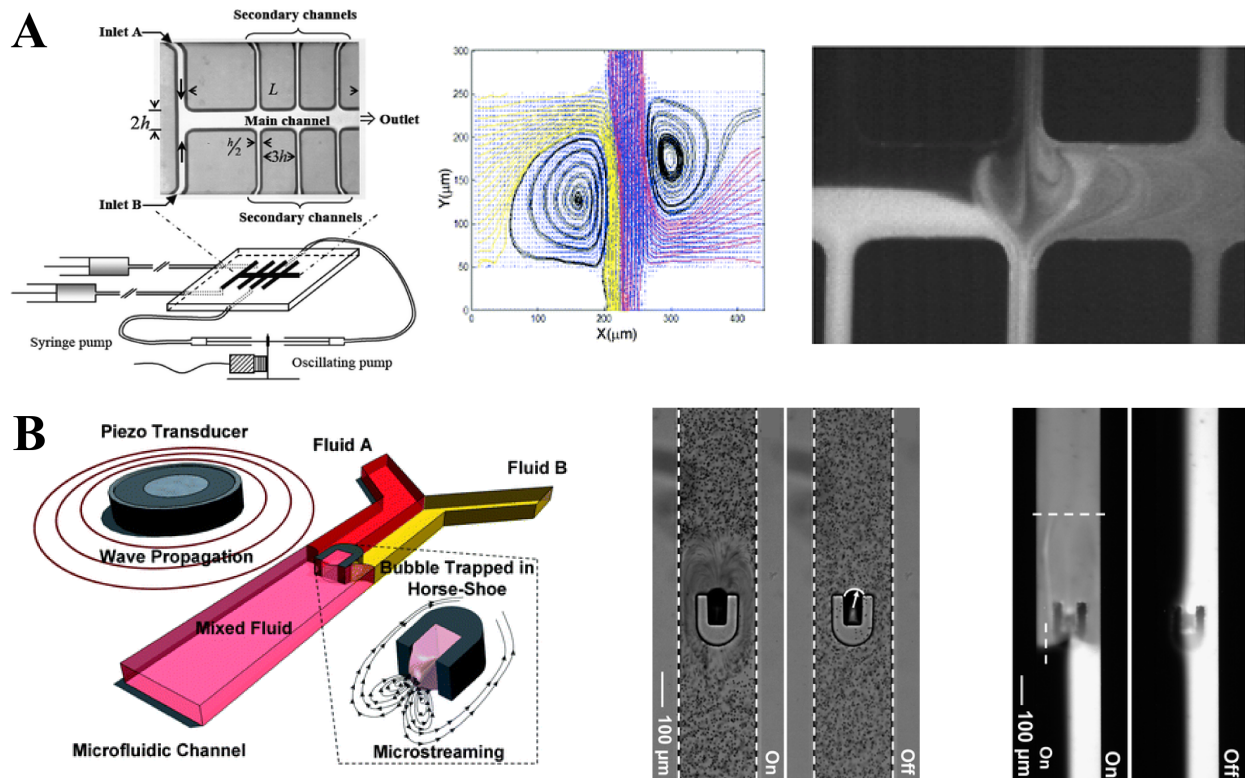 A
Inlet A
Secondary channels
L
2h
Main channel
Outlet
h/2
3h
Inlet B
Secondary channels
Syringe pump
Oscillating pump
300
250
200
150
100
50
0
Y(μm)
0
100
200
300
400
X(μm)
B
Piezo Transducer
Fluid A
Fluid B
Wave Propagation
Bubble Trapped in
Horse-Shoe
Mixed Fluid
Microstreaming
Microfluidic Channel
100 μm
On
Off
100 μm
On
On
Off